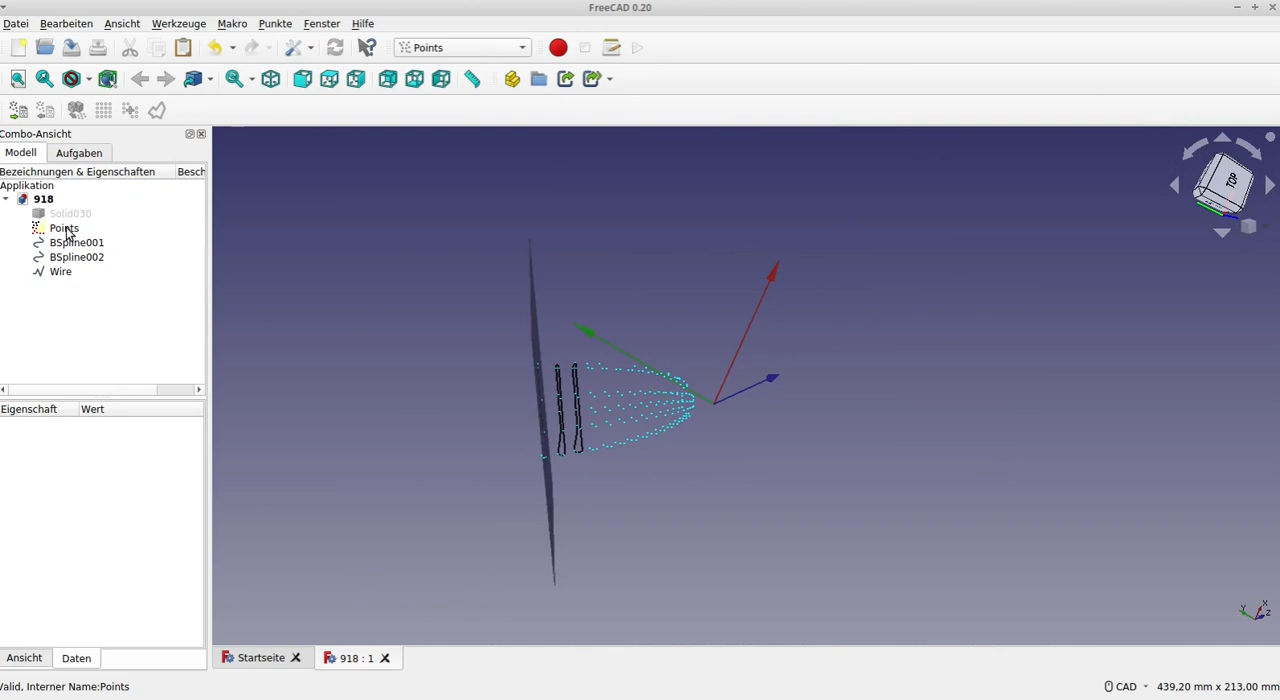 FreeCAD 0.20
Datei Bearbeiten Ansicht Werkzeuge Makro Punkte Fenster Hilfe
Points
Combo-Ansicht
Modell Aufgaben
Bezeichnungen & Eigenschaften Besch
Applikation
918
Solid030
Points
BSpline001
BSpline002
Wire
TOP
Eigenschaft Wert
Y X Z
Ansicht Daten
Startseite 918 : 1
Valid, Interner Name:Points
CAD 439,20 mm x 213,00 mm